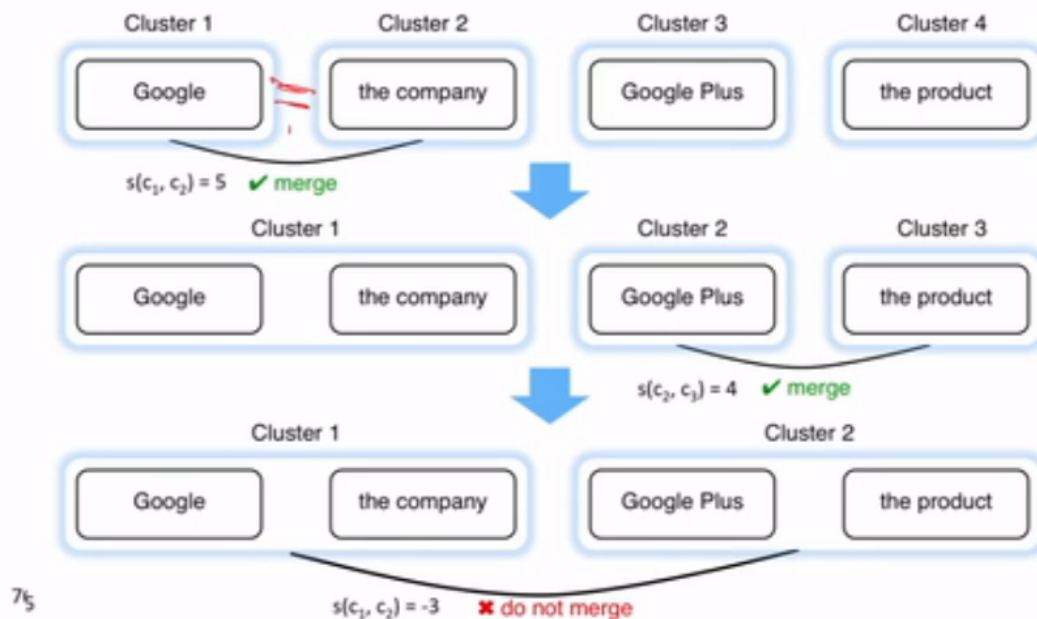 Cluster 1 Cluster 2 Cluster 3 Cluster 4
Google the company Google Plus the product
s(c₁, c₂) = 5 ✔ merge
Cluster 1 Cluster 2 Cluster 3
Google the company Google Plus the product
s(c₂, c₃) = 4 ✔ merge
Cluster 1 Cluster 2
Google the company Google Plus the product
s(c₁, c₂) = -3 ✖ do not merge